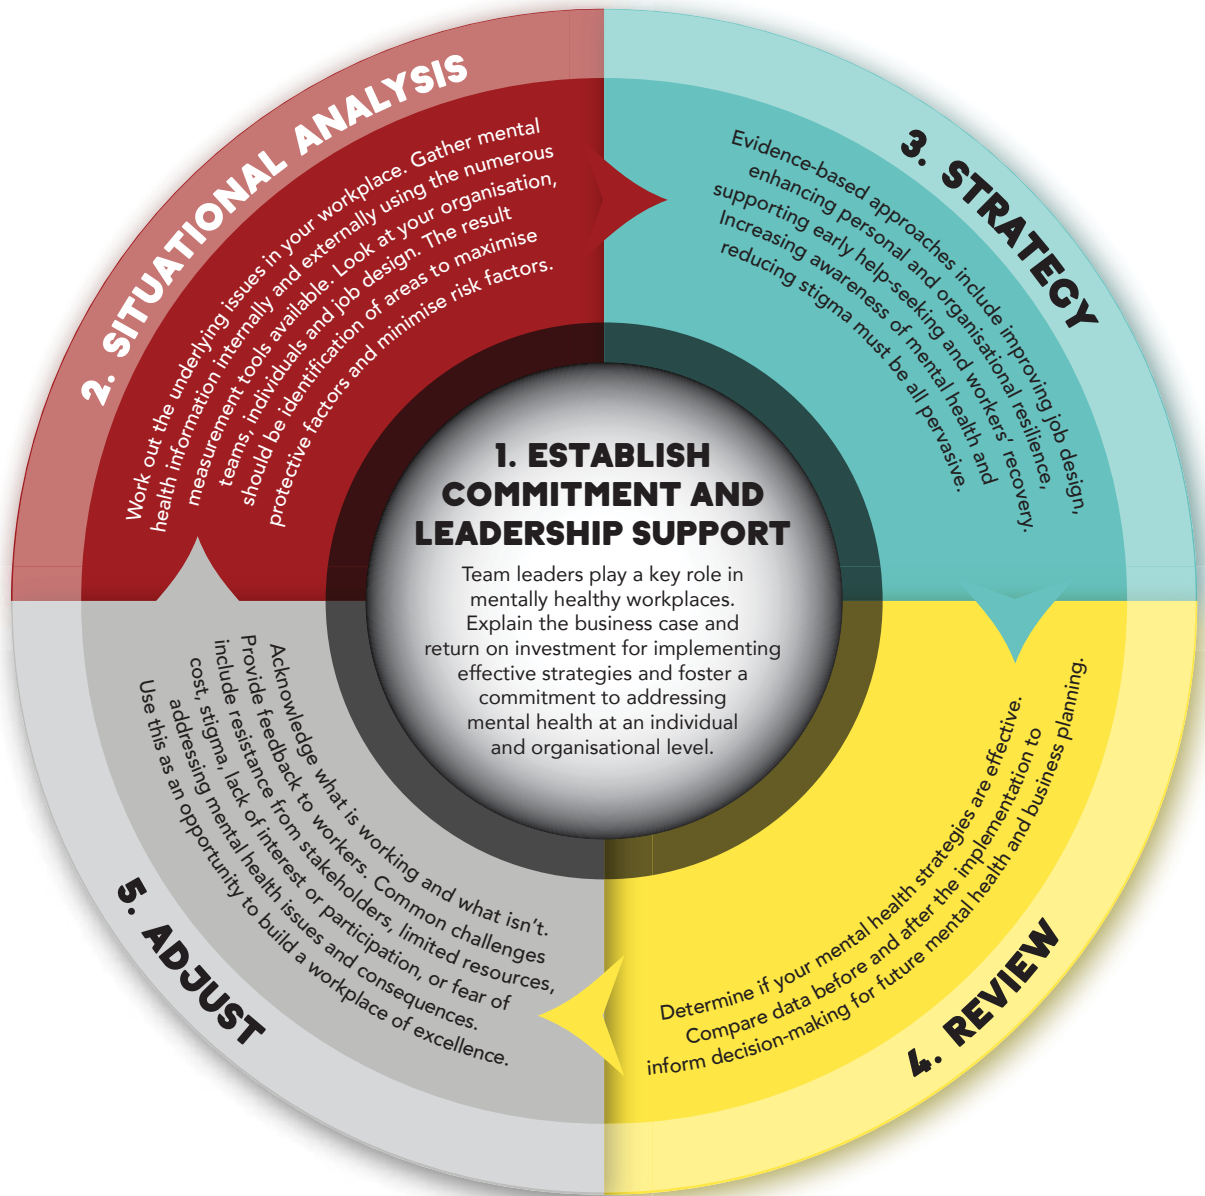 1. ESTABLISH
COMMITMENT AND
LEADERSHIP SUPPORT
Team leaders play a key role in
mentally healthy workplaces.
Explain the business case and
return on investment for implementing
effective strategies and foster a
commitment to addressing
mental health at an individual
and organisational level.
2. SITUATIONAL ANALYSIS
Work out the underlying issues in your workplace. Gather mental
health information internally and externally using the numerous
measurement tools available. Look at your organisation,
teams, individuals and job design. The result
should be identification of areas to maximise
protective factors and minimise risk factors.
3. STRATEGY
Evidence-based approaches include improving job design,
enhancing personal and organisational resilience,
supporting early help-seeking and workers' recovery.
Increasing awareness of mental health and
reducing stigma must be all pervasive.
4. REVIEW
Determine if your mental health strategies are effective.
Compare data before and after the implementation to
inform decision-making for future mental health and business planning.
5. ADJUST
Acknowledge what is working and what isn't.
Provide feedback to workers. Common challenges
include resistance from stakeholders, limited resources,
cost, stigma, lack of interest or participation, or fear of
addressing mental health issues and consequences.
Use this as an opportunity to build a workplace of excellence.